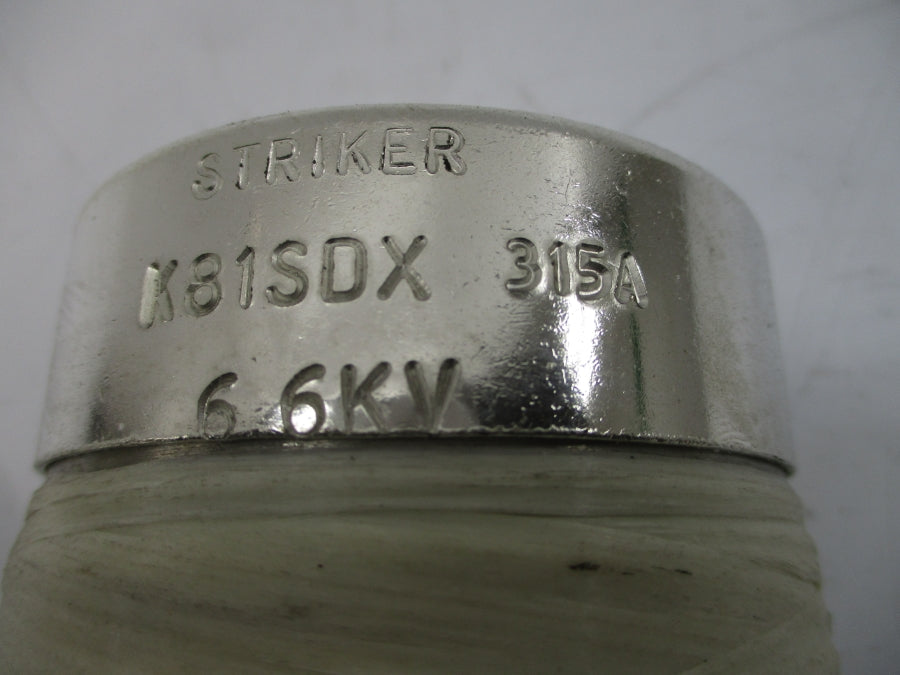 STRIKER
K81SDX 315A
6 6KV